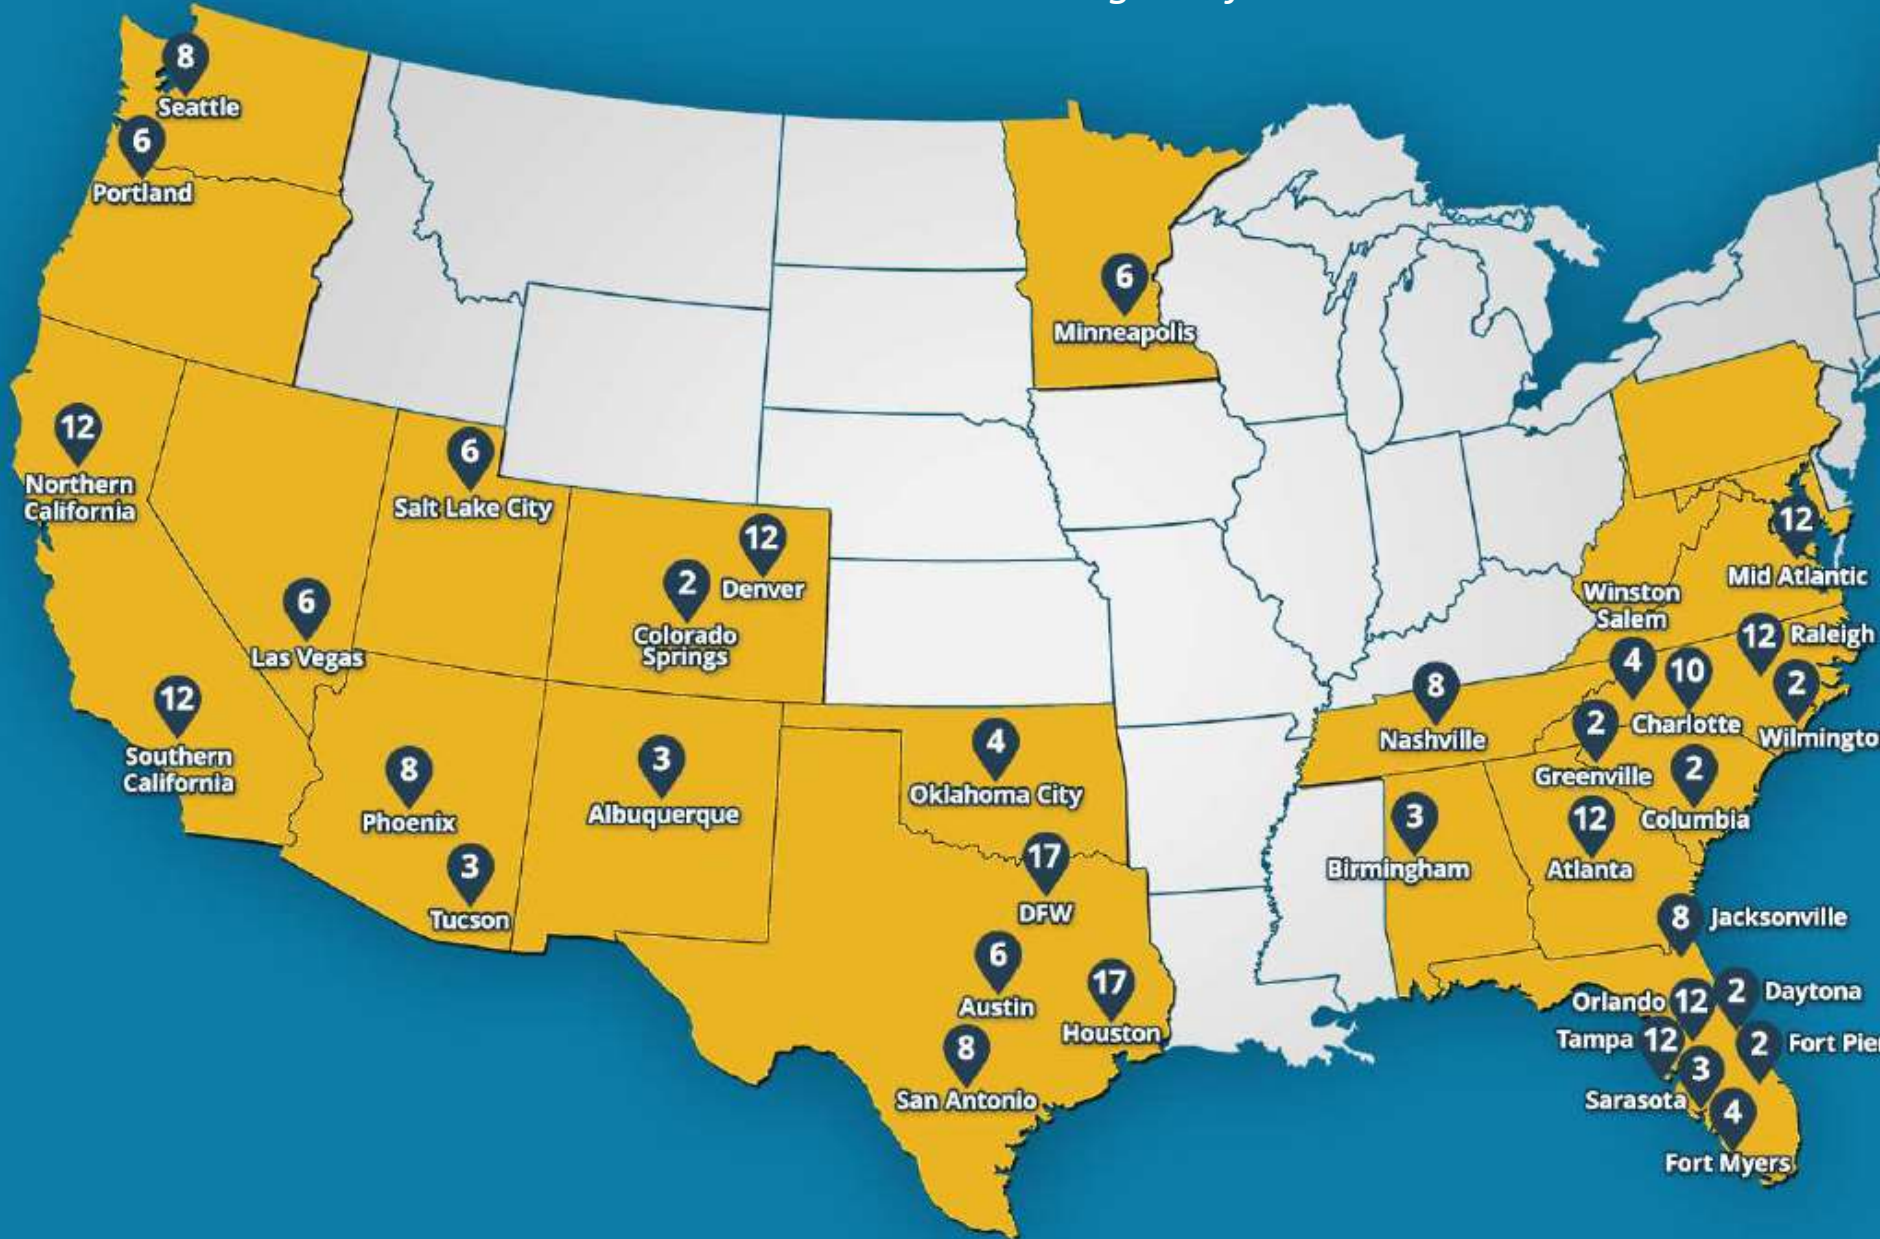 8
Seattle
6
Portland
6
Minneapolis
12
Northern
California
6
Salt Lake City
12
Denver
2
Colorado
Springs
6
Las Vegas
12
Southern
California
8
Phoenix
3
Tucson
3
Albuquerque
4
Oklahoma City
17
DFW
6
Austin
17
Houston
8
San Antonio
12
Mid Atlantic
Winston
Salem
4
12 Raleigh
10
Charlotte
2
Wilmingto
8
Nashville
2
Greenville
2
Columbia
3
Birmingham
12
Atlanta
8 Jacksonville
Orlando 12
2 Daytona
Tampa 12
2 Fort Pie
3
Sarasota
4
Fort Myers